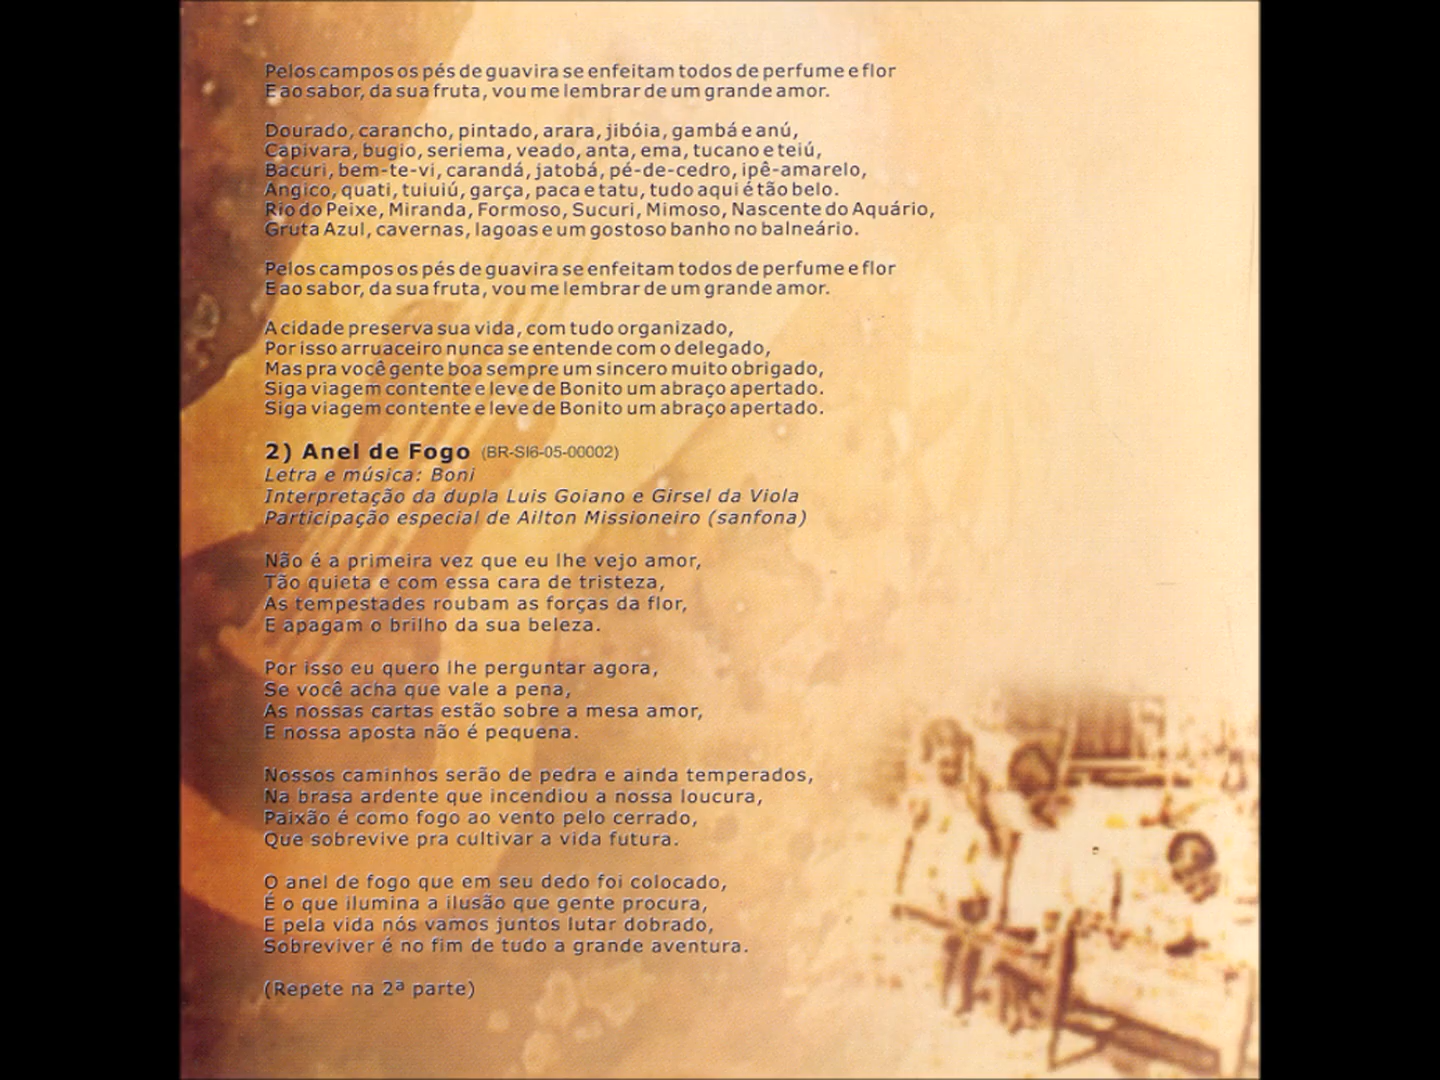 Pelos campos os pés de guavira se enfeitam todos de perfume e flor
E ao sabor, da sua fruta, vou me lembrar de um grande amor.
Dourado, carancho, pintado, arara, jibóia, gambá e anú,
Capivara, bugio, seriema, veado, anta, ema, tucano e teiú,
Bacuri, bem-te-vi, carandá, jatobá, pé-de-cedro, ipê-amarelo,
Angico, quati, tuiuiú, garça, paca e tatu, tudo aqui é tão belo.
Rio do Peixe, Miranda, Formoso, Sucuri, Mimoso, Nascente do Aquário,
Gruta Azul, cavernas, lagoas e um gostoso banho no balneário.
Pelos campos os pés de guavira se enfeitam todos de perfume e flor
E ao sabor, da sua fruta, vou me lembrar de um grande amor.
A cidade preserva sua vida, com tudo organizado,
Por isso arruaceiro nunca se entende com o delegado,
Mas pra você gente boa sempre um sincero muito obrigado,
Siga viagem contente e leve de Bonito um abraço apertado.
Siga viagem contente e leve de Bonito um abraço apertado.
2) Anel de Fogo (BR-SI6-05-00002)
Letra e música: Boni
Interpretação da dupla Luis Goiano e Girsel da Viola
Participação especial de Ailton Missioneiro (sanfona)
Não é a primeira vez que eu lhe vejo amor,
Tão quieta e com essa cara de tristeza,
As tempestades roubam as forças da flor,
E apagam o brilho da sua beleza.
Por isso eu quero lhe perguntar agora,
Se você acha que vale a pena,
As nossas cartas estão sobre a mesa amor,
E nossa aposta não é pequena.
Nossos caminhos serão de pedra e ainda temperados,
Na brasa ardente que incendiou a nossa loucura,
Paixão é como fogo ao vento pelo cerrado,
Que sobrevive pra cultivar a vida futura.
O anel de fogo que em seu dedo foi colocado,
É o que ilumina a ilusão que gente procura,
E pela vida nós vamos juntos lutar dobrado,
Sobreviver é no fim de tudo a grande aventura.
(Repete na 2ª parte)